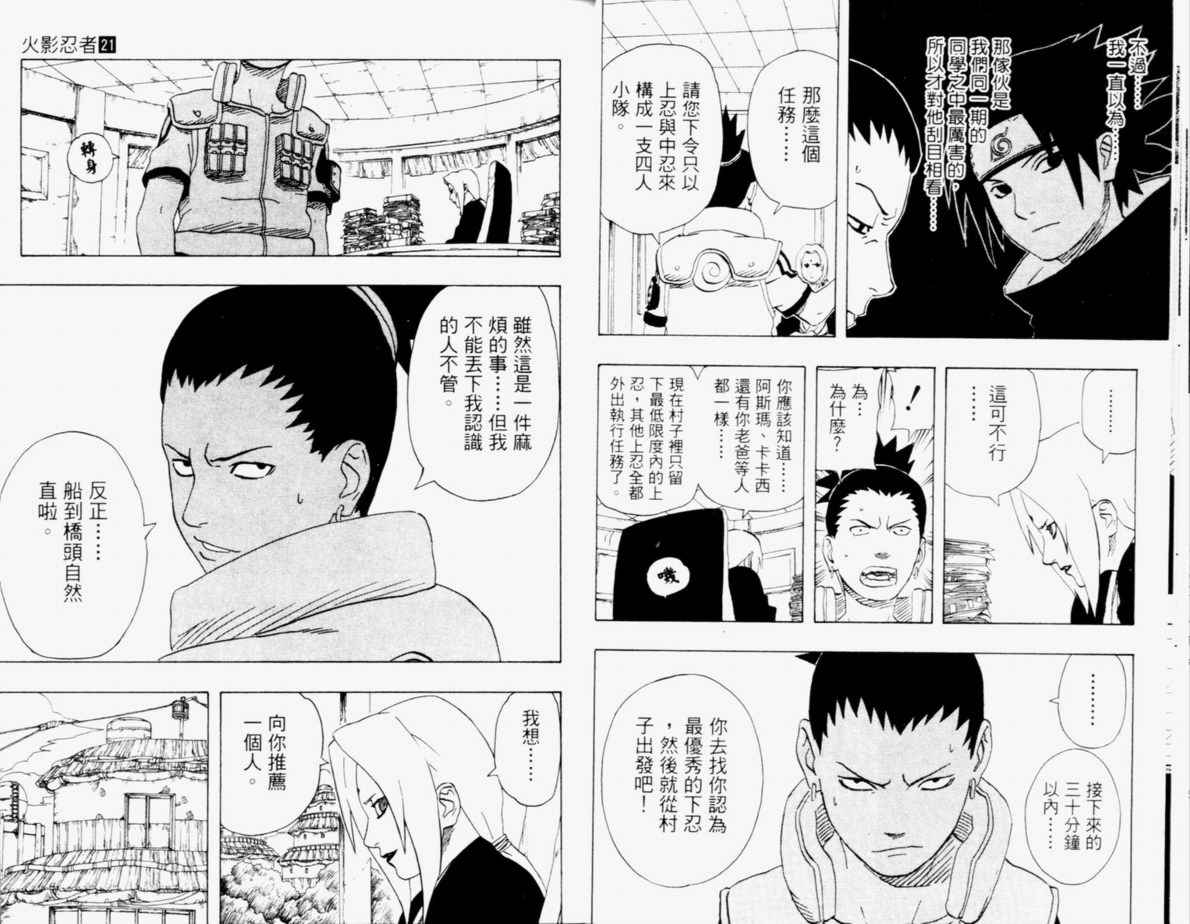 不過……
我一直以為……
那傢伙是
我們同一期的
同學之中最厲害的，
所以才對他刮目相看……
那麼這個
任務……
請您下令只以
上忍與中忍來
構成一支四人
小隊。
………
這可不行
……
！
為…
為什麼？
你應該知道……
阿斯瑪、卡卡西
還有你老爸等人
都一樣……
現在村子裡只留
下最低限度內的上
忍，其他上忍全都
外出執行任務了。
嘰
………
接下來的
三十分鐘
以內……
你去找你認為
最優秀的下忍
，然後就從村
子出發吧！
火影忍者21
轉身
雖然這是一件麻
煩的事……但我
不能丟下我認識
的人不管。
反正……
船到橋頭自然
直啦。
我想……
向你推薦
一個人。